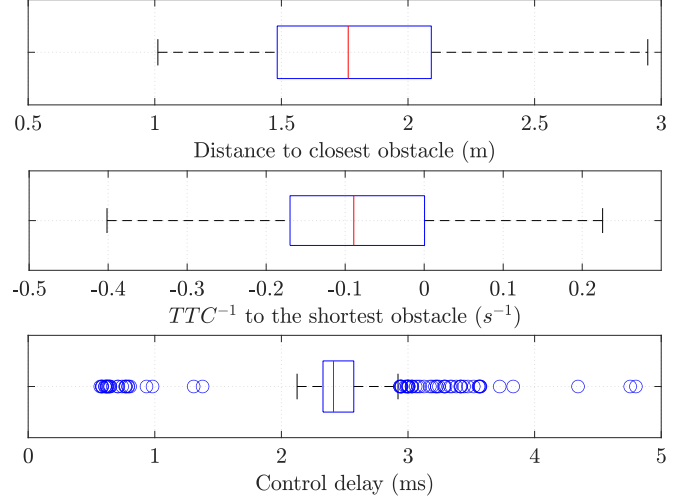 0.5 1 1.5 2 2.5 3
Distance to closest obstacle (m)
-0.5 -0.4 -0.3 -0.2 -0.1 0 0.1 0.2
TTC⁻¹ to the shortest obstacle (s⁻¹)
0 1 2 3 4 5
Control delay (ms)